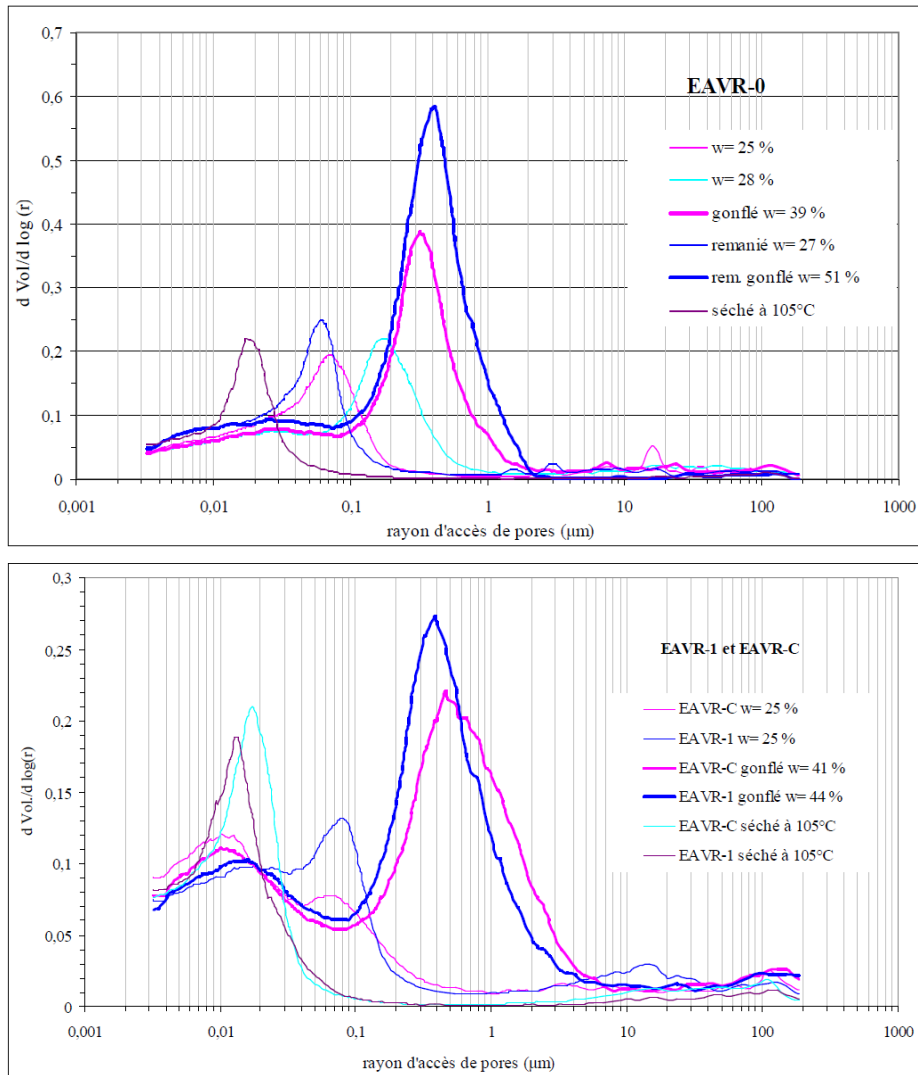 0,7
0,6
0,5
0,4
0,3
0,2
0,1
0
d Vol/d log (r)
EAVR-0
w= 25 %
w= 28 %
gonflé w= 39 %
remanié w= 27 %
rem. gonflé w= 51 %
séché à 105°C
0,001 0,01 0,1 1 10 100 1000
rayon d'accès de pores (µm)
0,3
0,25
0,2
0,15
0,1
0,05
0
d Vol./d log(r)
EAVR-1 et EAVR-C
EAVR-C w= 25 %
EAVR-1 w= 25 %
EAVR-C gonflé w= 41 %
EAVR-1 gonflé w= 44 %
EAVR-C séché à 105°C
EAVR-1 séché à 105°C
0,001 0,01 0,1 1 10 100 1000
rayon d'accès de pores (µm)